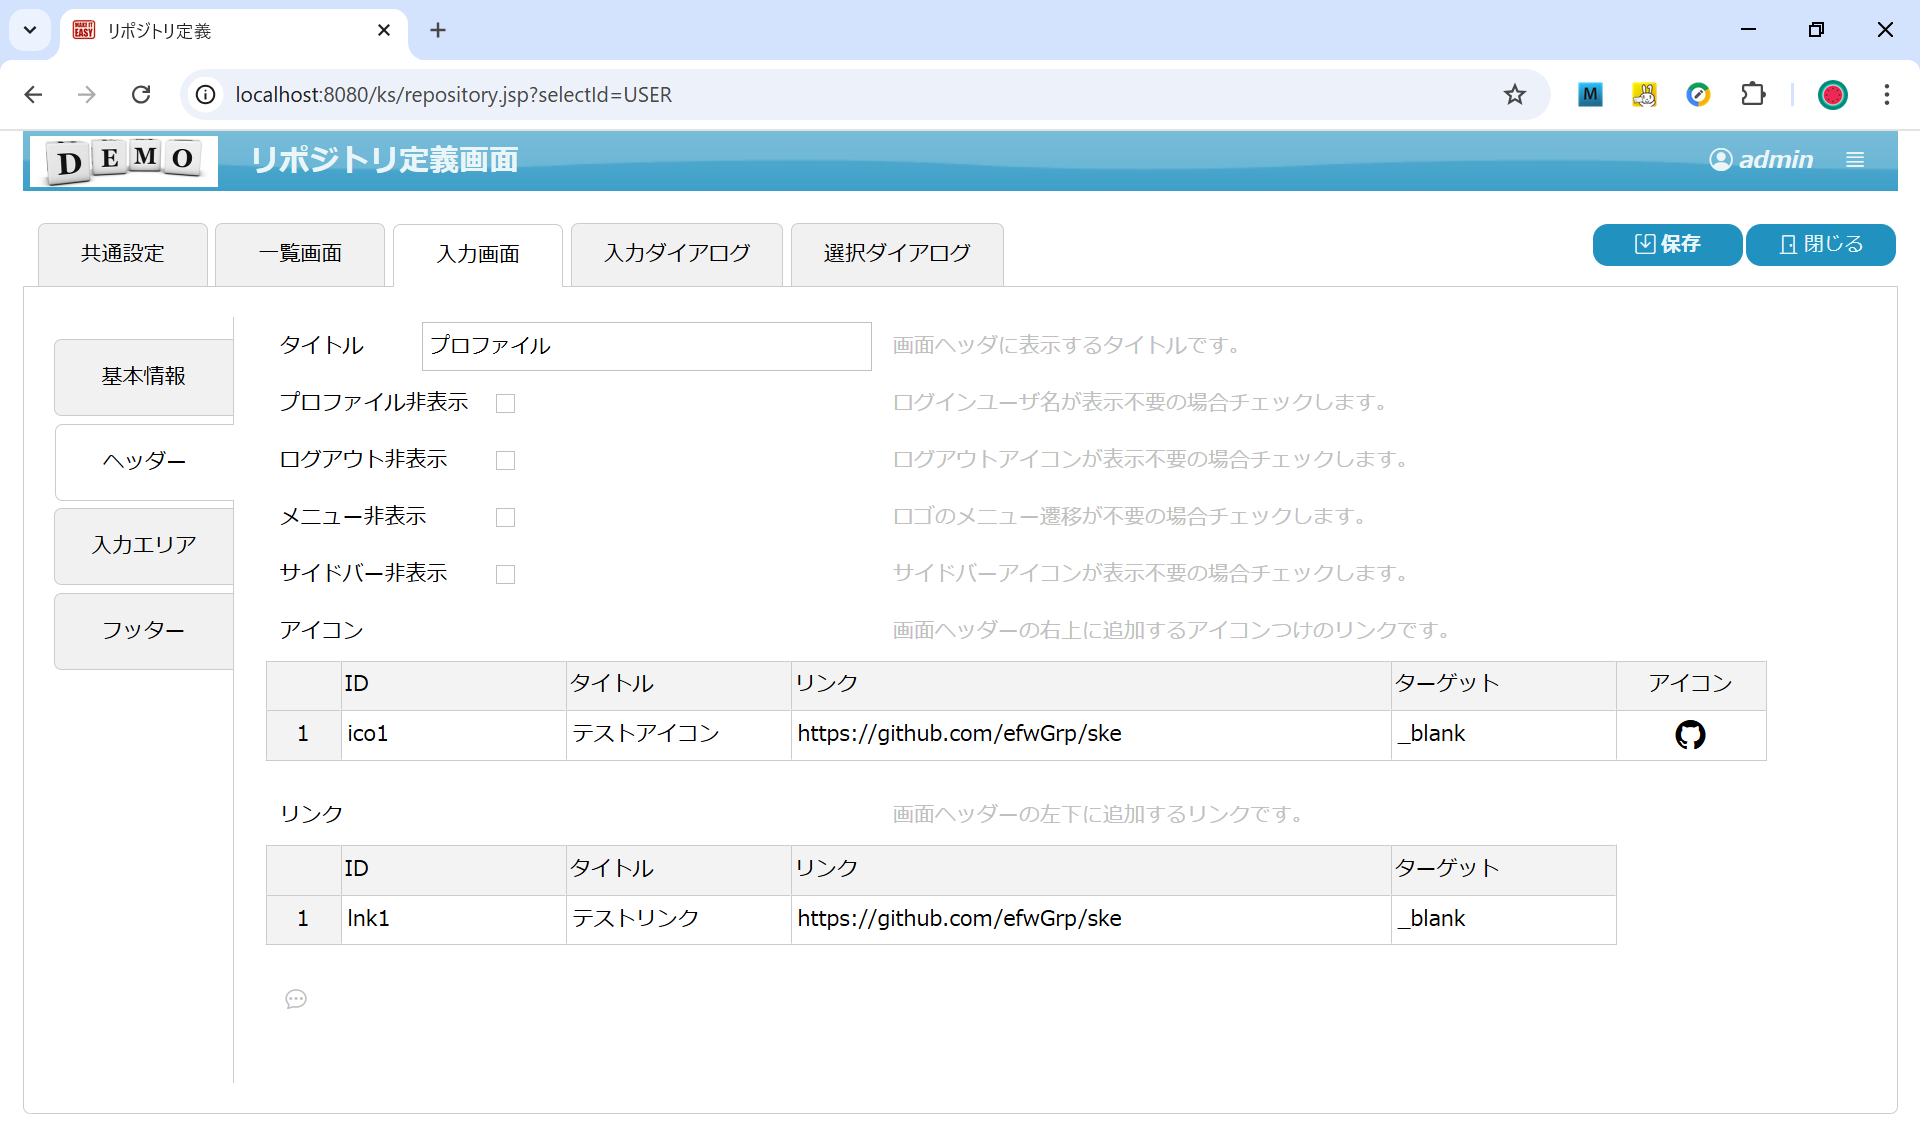 MAKE IT EASY
リポジトリ定義
localhost:8080/ks/repository.jsp?selectId=USER
M
DEMO
リポジトリ定義画面
admin
共通設定
一覧画面
入力画面
入力ダイアログ
選択ダイアログ
保存
閉じる
基本情報
ヘッダー
入力エリア
フッター
タイトル プロファイル 画面ヘッダに表示するタイトルです。
プロファイル非表示 ログインユーザ名が表示不要の場合チェックします。
ログアウト非表示 ログアウトアイコンが表示不要の場合チェックします。
メニュー非表示 ロゴのメニュー遷移が不要の場合チェックします。
サイドバー非表示 サイドバーアイコンが表示不要の場合チェックします。
アイコン 画面ヘッダーの右上に追加するアイコンつけのリンクです。
ID タイトル リンク ターゲット アイコン
1 ico1 テストアイコン https://github.com/efwGrp/ske _blank
リンク 画面ヘッダーの左下に追加するリンクです。
ID タイトル リンク ターゲット
1 lnk1 テストリンク https://github.com/efwGrp/ske _blank